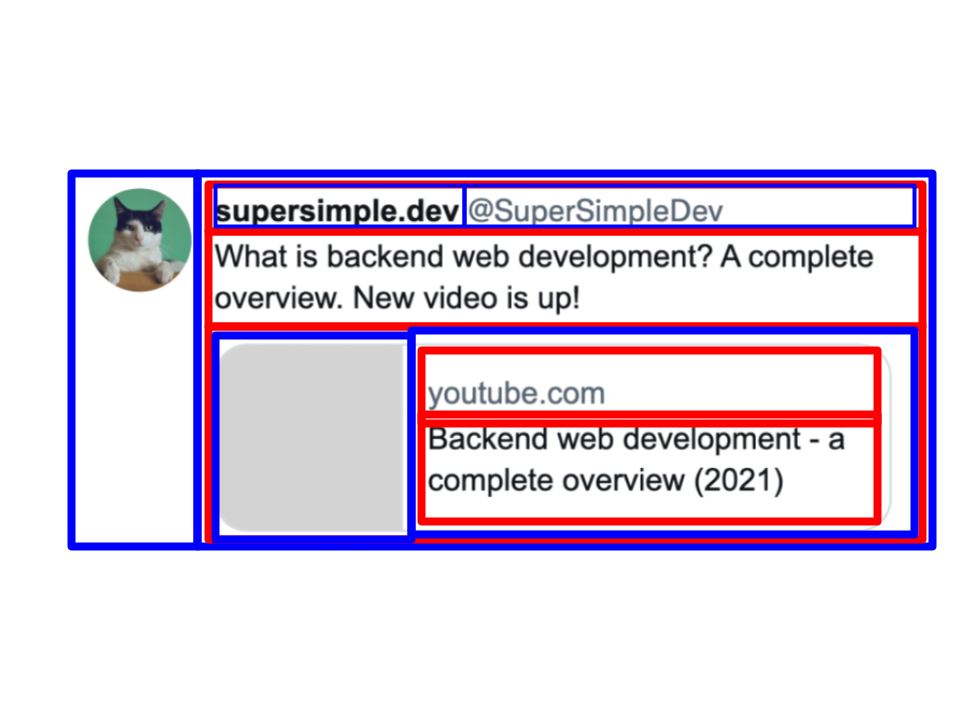 supersimple.dev @SuperSimpleDev
What is backend web development? A complete
overview. New video is up!
youtube.com
Backend web development - a
complete overview (2021)